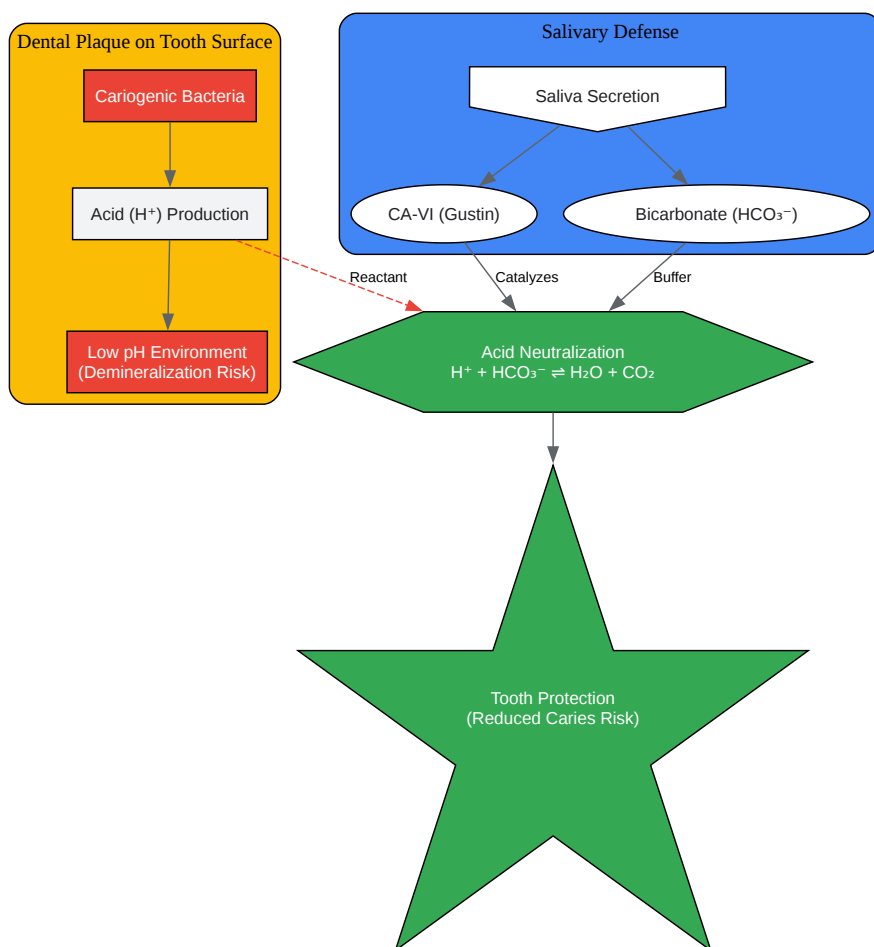 Dental Plaque on Tooth Surface
Cariogenic Bacteria
Acid (H⁺) Production
Low pH Environment
(Demineralization Risk)
Salivary Defense
Saliva Secretion
CA-VI (Gustin)
Bicarbonate (HCO₃⁻)
Reactant
Catalyzes
Buffer
Acid Neutralization
H⁺ + HCO₃⁻ ⇌ H₂O + CO₂
Tooth Protection
(Reduced Caries Risk)